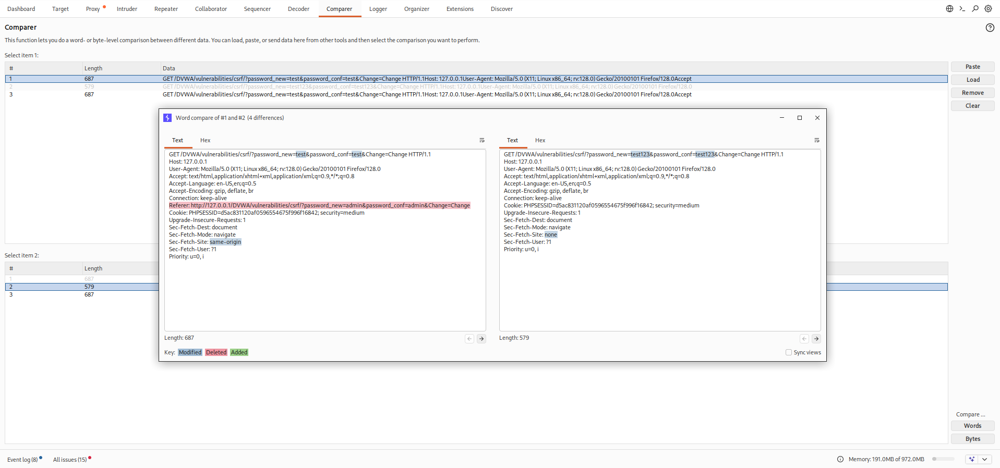 Dashboard Target Proxy Intruder Repeater Collaborator Sequencer Decoder Comparer Logger Organizer Extensions Discover
Comparer
This function lets you do a word- or byte-level comparison between different data. You can load, paste, or send data here from other tools and then select the comparison you want to perform.
Select item 1:
# Length Data
1 687 GET /DVWA/vulnerabilities/csrf/?password_new=test&password_conf=test&Change=Change HTTP/1.1Host: 127.0.0.1User-Agent: Mozilla/5.0 (X11; Linux x86_64; rv:128.0) Gecko/20100101 Firefox/128.0Accept
2 579 GET /DVWA/vulnerabilities/csrf/?password_new=test123&password_conf=test123&Change=Change HTTP/1.1Host: 127.0.0.1User-Agent: Mozilla/5.0 (X11; Linux x86_64; rv:128.0) Gecko/20100101 Firefox/128.0
3 687 GET /DVWA/vulnerabilities/csrf/?password_new=test&password_conf=test&Change=Change HTTP/1.1Host: 127.0.0.1User-Agent: Mozilla/5.0 (X11; Linux x86_64; rv:128.0) Gecko/20100101 Firefox/128.0Accept
Paste
Load
Remove
Clear
Word compare of #1 and #2 (4 differences)
Text Hex
GET /DVWA/vulnerabilities/csrf/?password_new=test&password_conf=test&Change=Change HTTP/1.1
Host: 127.0.0.1
User-Agent: Mozilla/5.0 (X11; Linux x86_64; rv:128.0) Gecko/20100101 Firefox/128.0
Accept: text/html,application/xhtml+xml,application/xml;q=0.9,*/*;q=0.8
Accept-Language: en-US,en;q=0.5
Accept-Encoding: gzip, deflate, br
Connection: keep-alive
Referer: http://127.0.0.1/DVWA/vulnerabilities/csrf/?password_new=admin&password_conf=admin&Change=Change
Cookie: PHPSESSID=d5ac831120af0596554675f996f16842; security=medium
Upgrade-Insecure-Requests: 1
Sec-Fetch-Dest: document
Sec-Fetch-Mode: navigate
Sec-Fetch-Site: same-origin
Sec-Fetch-User: ?1
Priority: u=0, i
Length: 687
Text Hex
GET /DVWA/vulnerabilities/csrf/?password_new=test123&password_conf=test123&Change=Change HTTP/1.1
Host: 127.0.0.1
User-Agent: Mozilla/5.0 (X11; Linux x86_64; rv:128.0) Gecko/20100101 Firefox/128.0
Accept: text/html,application/xhtml+xml,application/xml;q=0.9,*/*;q=0.8
Accept-Language: en-US,en;q=0.5
Accept-Encoding: gzip, deflate, br
Connection: keep-alive
Cookie: PHPSESSID=d5ac831120af0596554675f996f16842; security=medium
Upgrade-Insecure-Requests: 1
Sec-Fetch-Dest: document
Sec-Fetch-Mode: navigate
Sec-Fetch-Site: none
Sec-Fetch-User: ?1
Priority: u=0, i
Length: 579
Key: Modified Deleted Added
Sync views
Select item 2:
# Length
1 687
2 579
3 687
Compare ...
Words
Bytes
Event log (8) All issues (15)
Memory: 191.0MB of 972.0MB